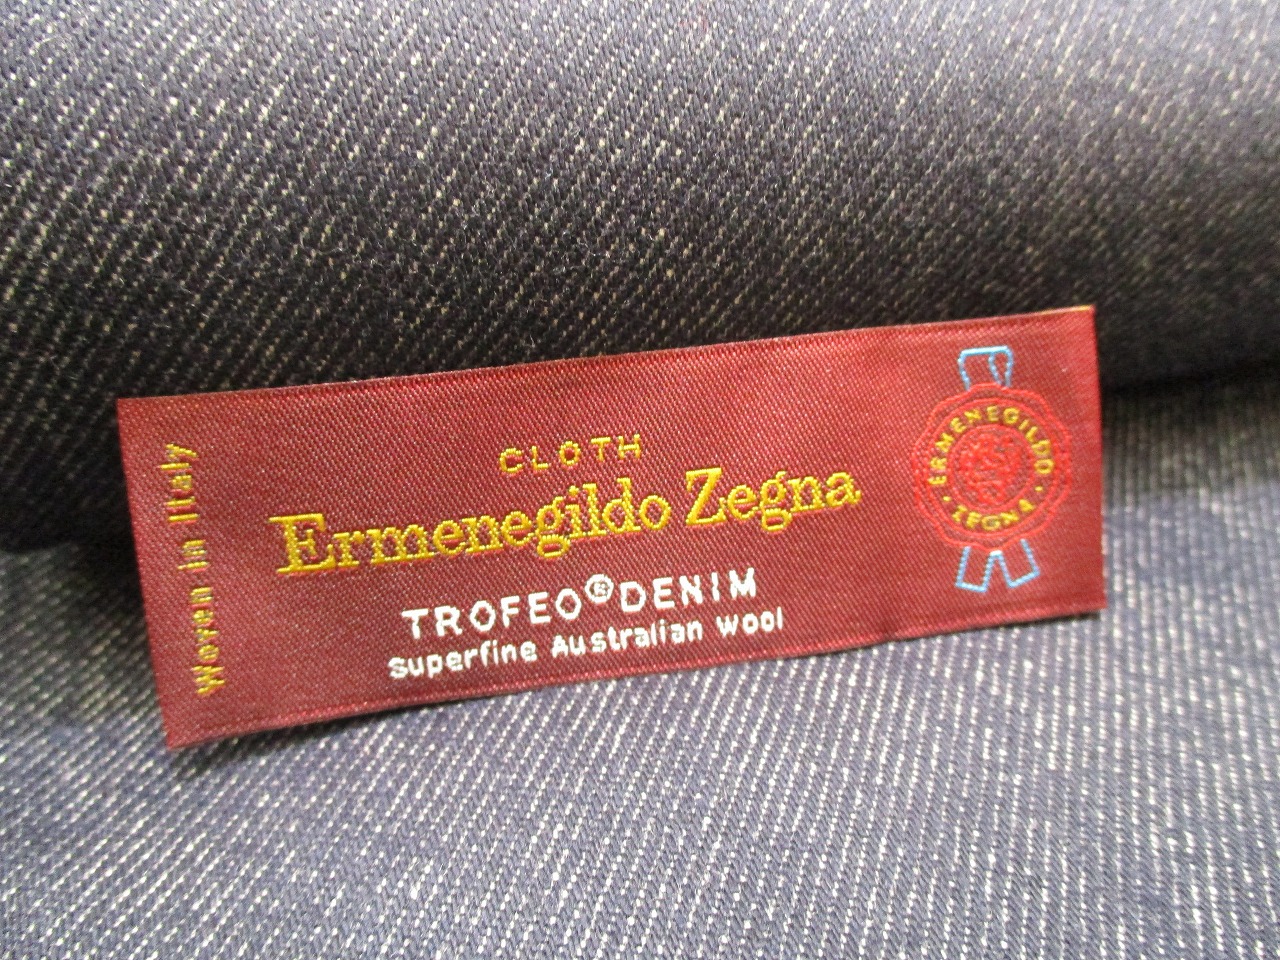 Woven in Italy
CLOTH
Ermenegildo Zegna
TROFEO® DENIM
Superfine Australian Wool
ERMENEGILDO
· ZEGNA ·